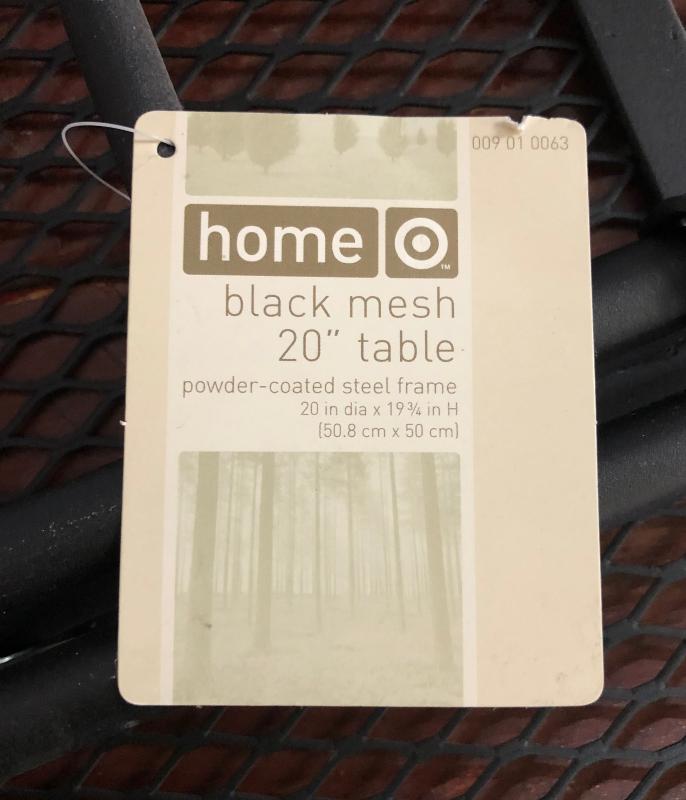 009 01 0063
home
TM
black mesh
20” table
powder-coated steel frame
20 in dia x 19¾ in H
(50.8 cm x 50 cm)